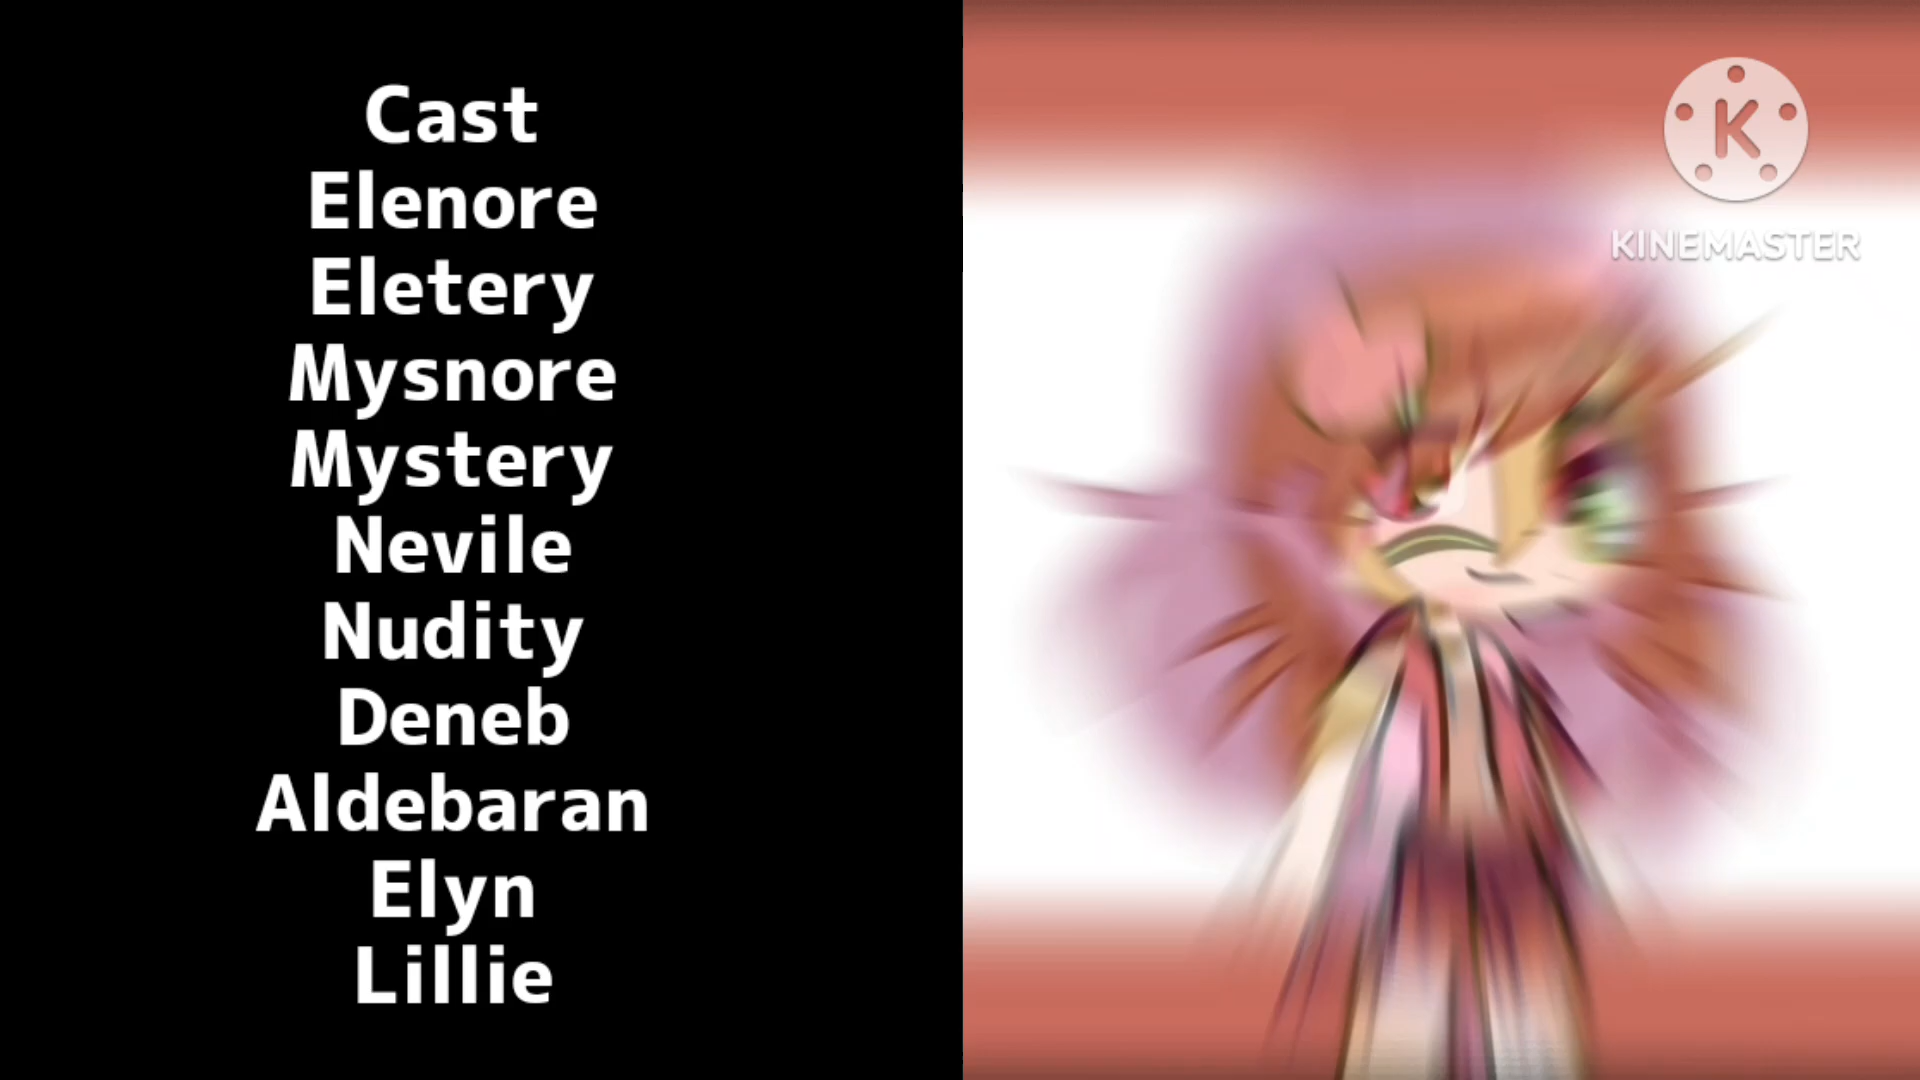 Cast
Elenore
Eletery
Mysnore
Mystery
Nevile
Nudity
Deneb
Aldebaran
Elyn
Lillie
K
KINEMASTER